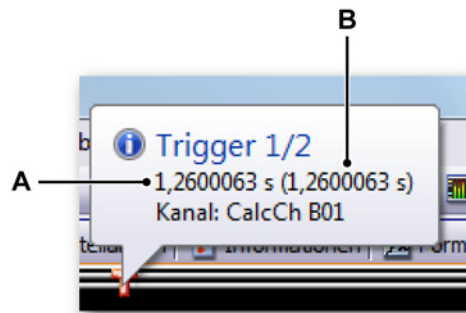 B
Trigger 1/2
A
1,2600063 s (1,2600063 s)
Kanal: CalcCh B01
Informationen